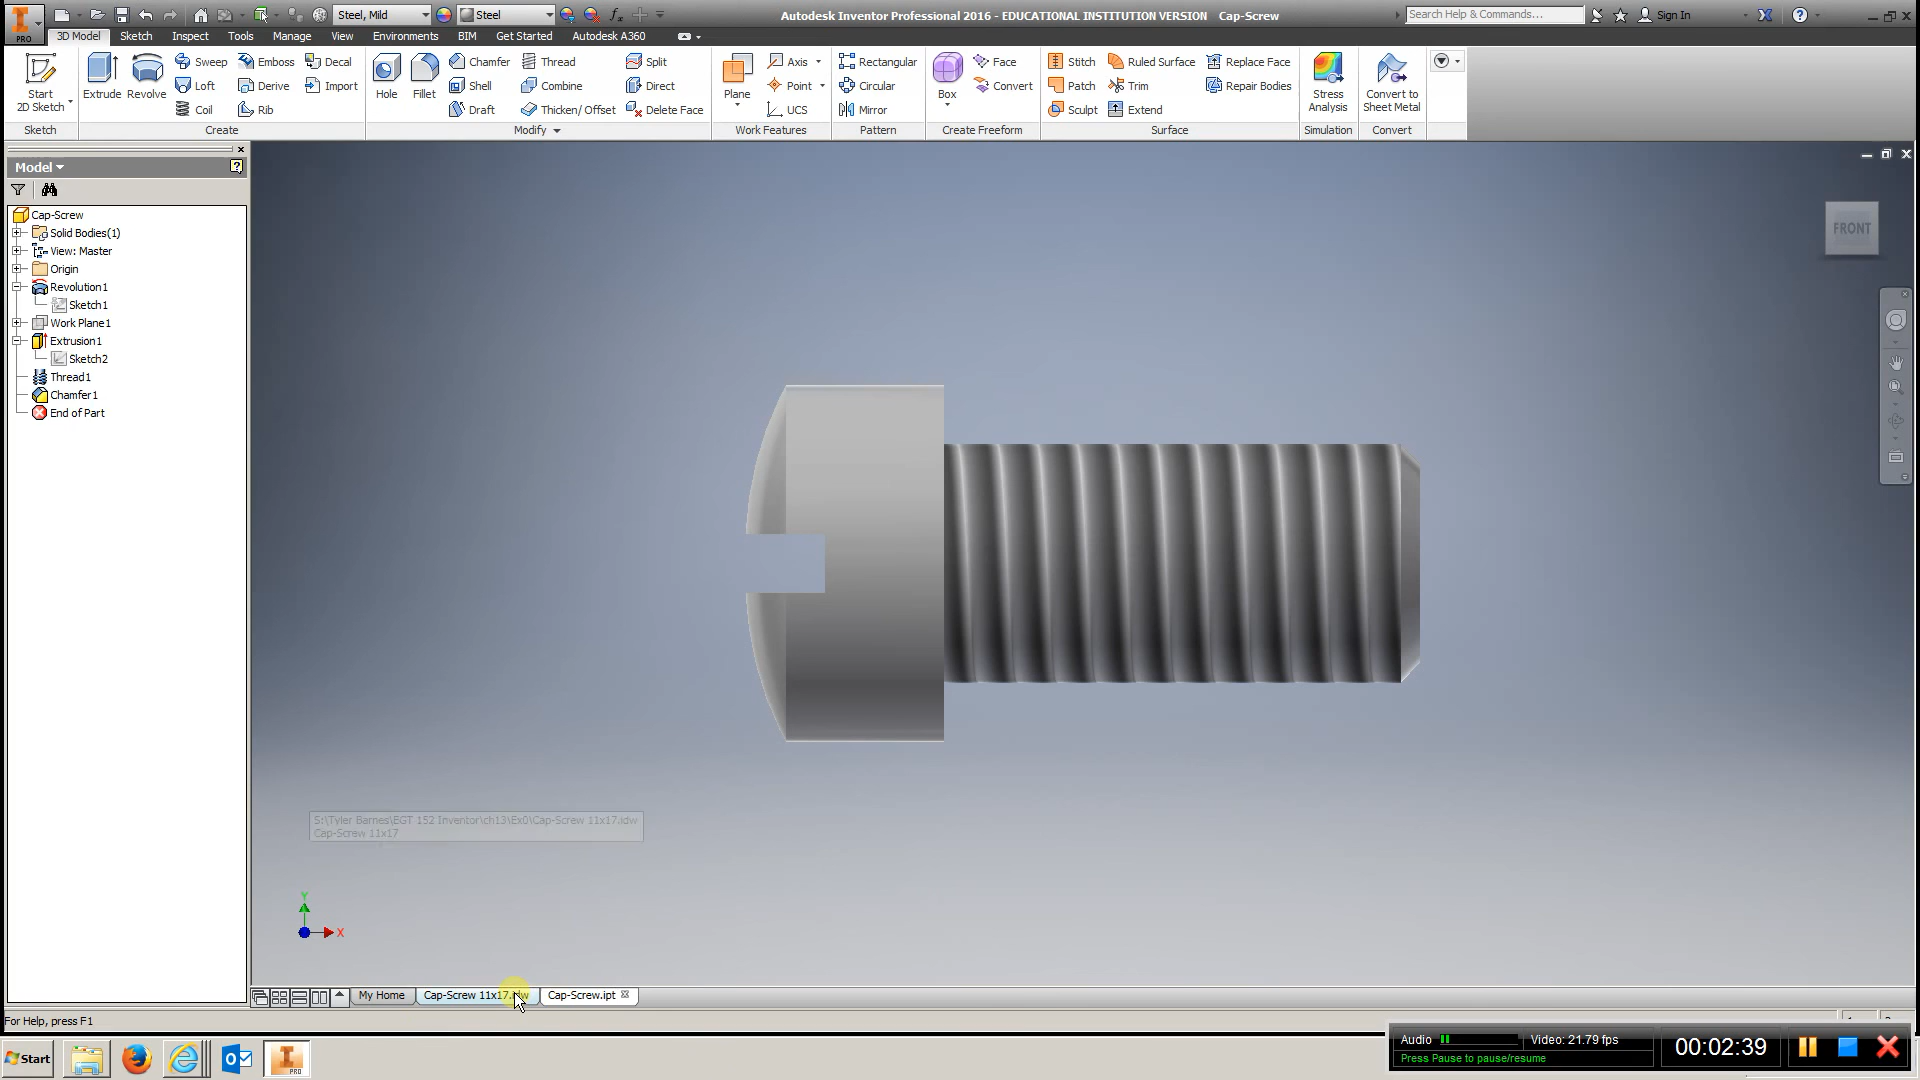 Steel, Mild
Steel
Autodesk Inventor Professional 2016 - EDUCATIONAL INSTITUTION VERSION Cap-Screw
Search Help & Commands...
Sign In
PRO
3D Model Sketch Inspect Tools Manage View Environments BIM Get Started Autodesk A360
Start
2D Sketch
Extrude
Revolve
Sweep
Loft
Coil
Emboss
Derive
Rib
Decal
Import
Hole
Fillet
Chamfer
Shell
Draft
Thread
Combine
Thicken/ Offset
Split
Direct
Delete Face
Plane
Axis
Point
UCS
Rectangular
Circular
Mirror
Box
Face
Convert
Stitch
Patch
Sculpt
Ruled Surface
Trim
Extend
Replace Face
Repair Bodies
Stress
Analysis
Convert to
Sheet Metal
Sketch
Create
Modify
Work Features
Pattern
Create Freeform
Surface
Simulation
Convert
Model
Cap-Screw
Solid Bodies(1)
View: Master
Origin
Revolution1
Sketch1
Work Plane1
Extrusion1
Sketch2
Thread1
Chamfer1
End of Part
FRONT
S:\Tyler Barnes\EGT 152 Inventor\ch13\Ex0\Cap-Screw 11x17.idw
Cap-Screw 11x17
Y
X
My Home
Cap-Screw 11x17.idw
Cap-Screw.ipt
For Help, press F1
Start
PRO
Audio
Video: 21.79 fps
Press Pause to pause/resume
00:02:39